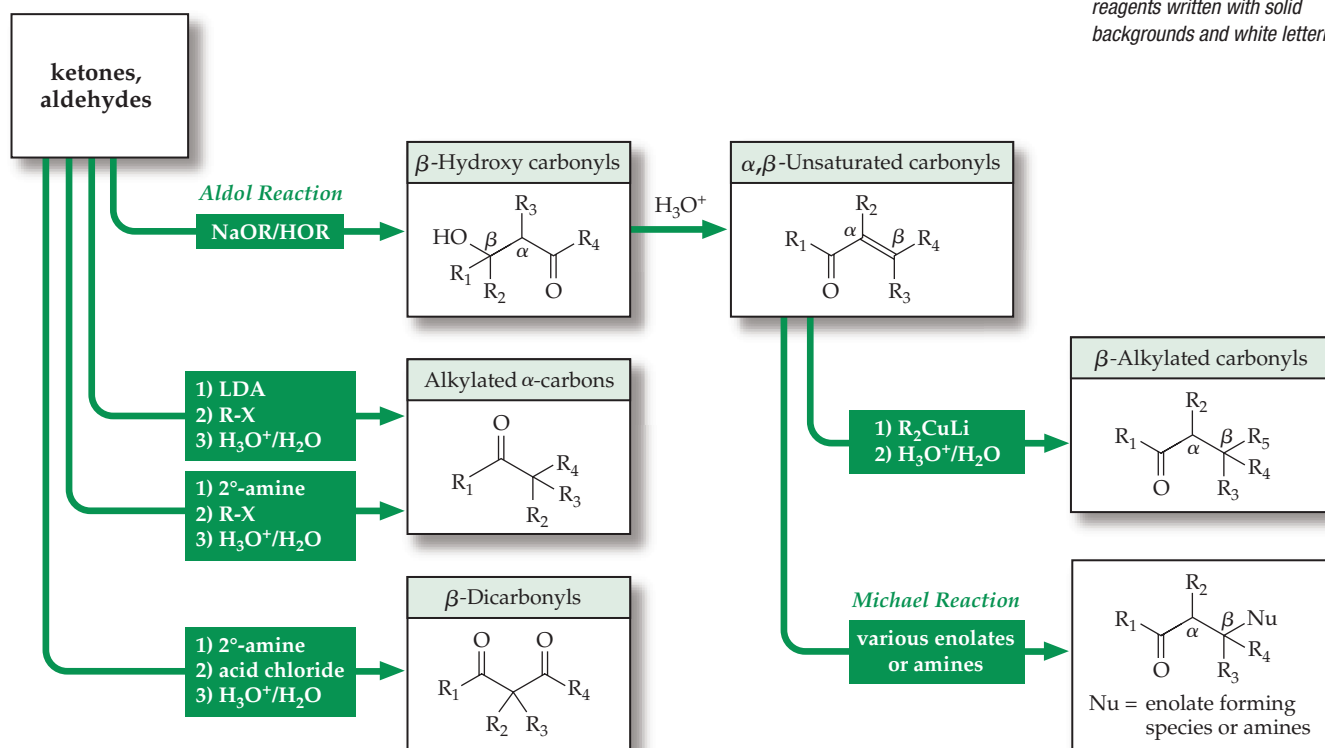 reagents written with solid
backgrounds and white letteri
ketones,
aldehydes
Aldol Reaction
NaOR/HOR
β-Hydroxy carbonyls
HO
β
R₃
α
R₄
R₁
R₂
O
H₃O⁺
α,β-Unsaturated carbonyls
R₂
R₁
α
β
R₄
O
R₃
1) LDA
2) R-X
3) H₃O⁺/H₂O
1) 2°-amine
2) R-X
3) H₃O⁺/H₂O
Alkylated α-carbons
O
R₁
R₄
R₃
R₂
1) R₂CuLi
2) H₃O⁺/H₂O
β-Alkylated carbonyls
R₂
R₁
α
β
R₅
R₄
O
R₃
1) 2°-amine
2) acid chloride
3) H₃O⁺/H₂O
β-Dicarbonyls
O
O
R₁
R₄
R₂
R₃
Michael Reaction
various enolates
or amines
R₂
R₁
α
β
Nu
R₄
O
R₃
Nu = enolate forming
species or amines